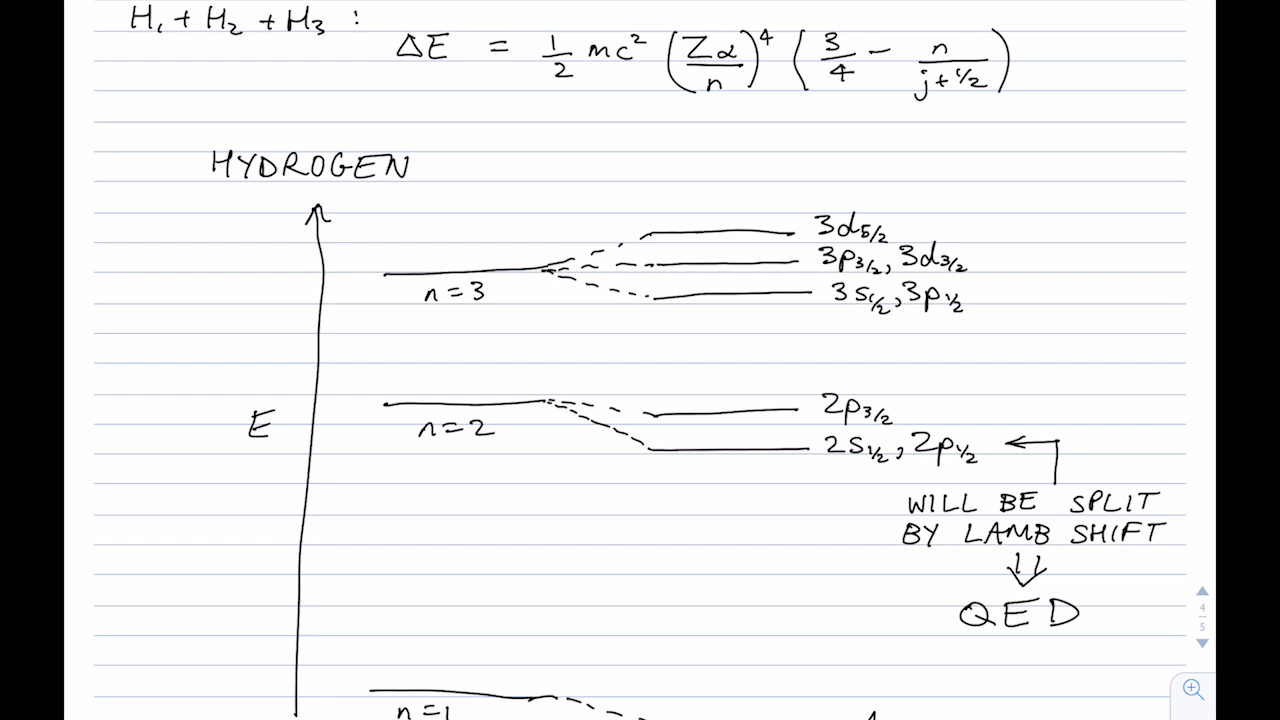 H₁ + H₂ + H₃ :
ΔE = 1/2 mc² (Zα/n)⁴ (3/4 - n/(j+1/2))
HYDROGEN
3d5/2
3p3/2, 3d3/2
n=3
3s1/2, 3p1/2
E
2p3/2
n=2
2s1/2, 2p1/2
WILL BE SPLIT
BY LAMB SHIFT
QED
4
5
n=1